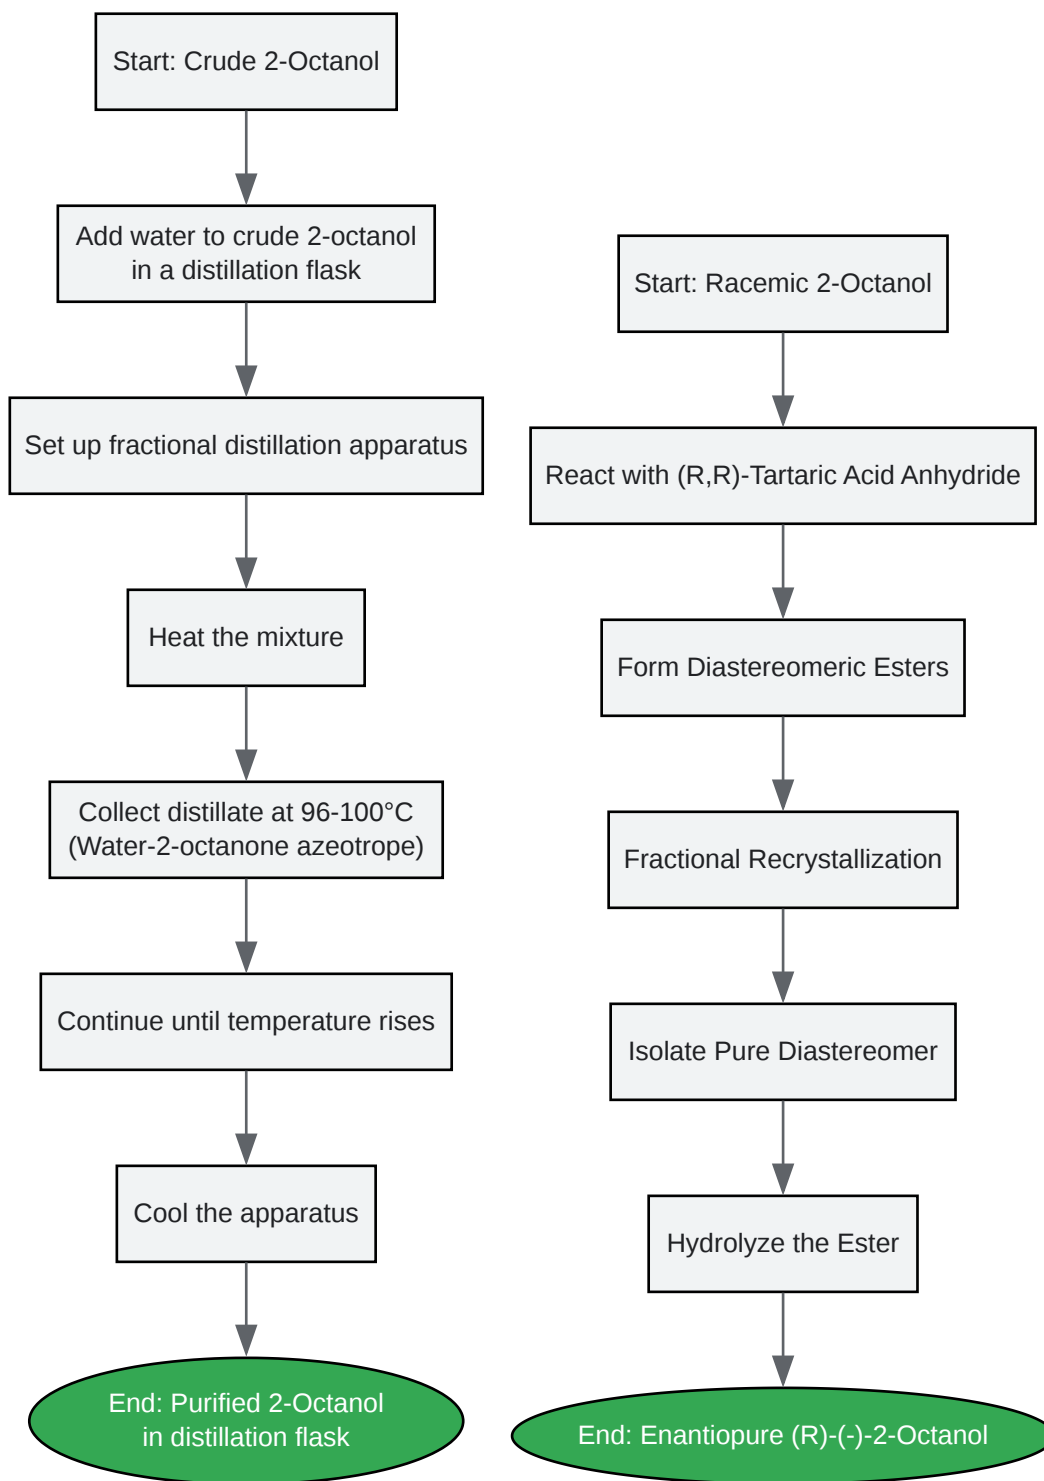 Start: Crude 2-Octanol
Add water to crude 2-octanol
in a distillation flask
Set up fractional distillation apparatus
Heat the mixture
Collect distillate at 96-100°C
(Water-2-octanone azeotrope)
Continue until temperature rises
Cool the apparatus
End: Purified 2-Octanol
in distillation flask
Start: Racemic 2-Octanol
React with (R,R)-Tartaric Acid Anhydride
Form Diastereomeric Esters
Fractional Recrystallization
Isolate Pure Diastereomer
Hydrolyze the Ester
End: Enantiopure (R)-(-)-2-Octanol